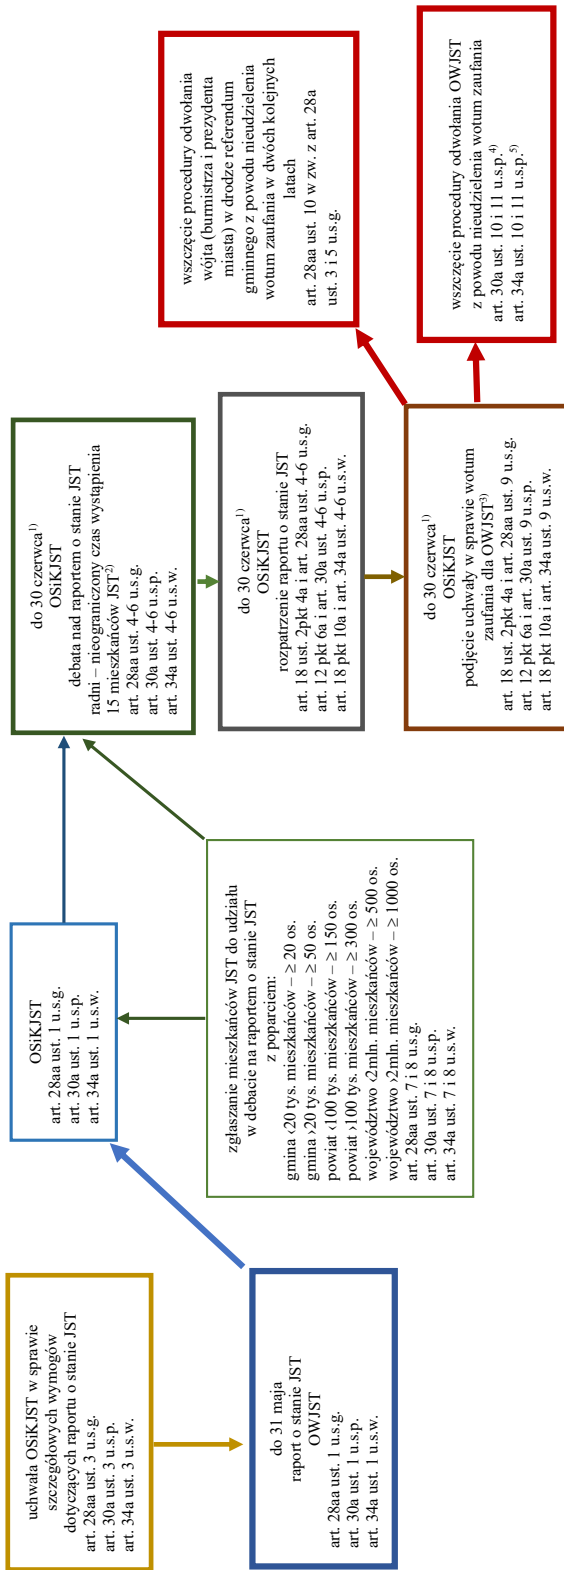 uchwała OSiKJST w sprawie
szczegółowych wymogów
dotyczących raportu o stanie JST
art. 28aa ust. 3 u.s.g.
art. 30a ust. 3 u.s.p.
art. 34a ust. 3 u.s.w.
do 31 maja
raport o stanie JST
OWJST
art. 28aa ust. 1 u.s.g.
art. 30a ust. 1 u.s.p.
art. 34a ust. 1 u.s.w.
OSiKJST
art. 28aa ust. 1 u.s.g.
art. 30a ust. 1 u.s.p.
art. 34a ust. 1 u.s.w.
zgłaszanie mieszkańców JST do udziału
w debacie na raportem o stanie JST
z poparciem:
gmina ‹20 tys. mieszkańców – ≥ 20 os.
gmina ›20 tys. mieszkańców – ≥ 50 os.
powiat ‹100 tys. mieszkańców – ≥ 150 os.
powiat ›100 tys. mieszkańców – ≥ 300 os.
województwo ‹2mln. mieszkańców – ≥ 500 os.
województwo ›2mln. mieszkańców – ≥ 1000 os.
art. 28aa ust. 7 i 8 u.s.g.
art. 30a ust. 7 i 8 u.s.p.
art. 34a ust. 7 i 8 u.s.w.
do 30 czerwca¹⁾
OSiKJST
debata nad raportem o stanie JST
radni – nieograniczony czas wystąpienia
15 mieszkańców JST²⁾
art. 28aa ust. 4-6 u.s.g.
art. 30a ust. 4-6 u.s.p.
art. 34a ust. 4-6 u.s.w.
do 30 czerwca¹⁾
OSiKJST
rozpatrzenie raportu o stanie JST
art. 18 ust. 2pkt 4a i art. 28aa ust. 4-6 u.s.g.
art. 12 pkt 6a i art. 30a ust. 4-6 u.s.p.
art. 18 pkt 10a i art. 34a ust. 4-6 u.s.w.
do 30 czerwca¹⁾
OSiKJST
podjęcie uchwały w sprawie wotum
zaufania dla OWJST³⁾
art. 18 ust. 2pkt 4a i art. 28aa ust. 9 u.s.g.
art. 12 pkt 6a i art. 30a ust. 9 u.s.p.
art. 18 pkt 10a i art. 34a ust. 9 u.s.w.
wszczęcie procedury odwołania
wójta (burmistrza i prezydenta
miasta) w drodze referendum
gminnego z powodu nieudzielenia
wotum zaufania w dwóch kolejnych
latach
art. 28aa ust. 10 w zw. z art. 28a
ust. 3 i 5 u.s.g.
wszczęcie procedury odwołania OWJST
z powodu nieudzielenia wotum zaufania
art. 30a ust. 10 i 11 u.s.p.⁴⁾
art. 34a ust. 10 i 11 u.s.p.⁵⁾